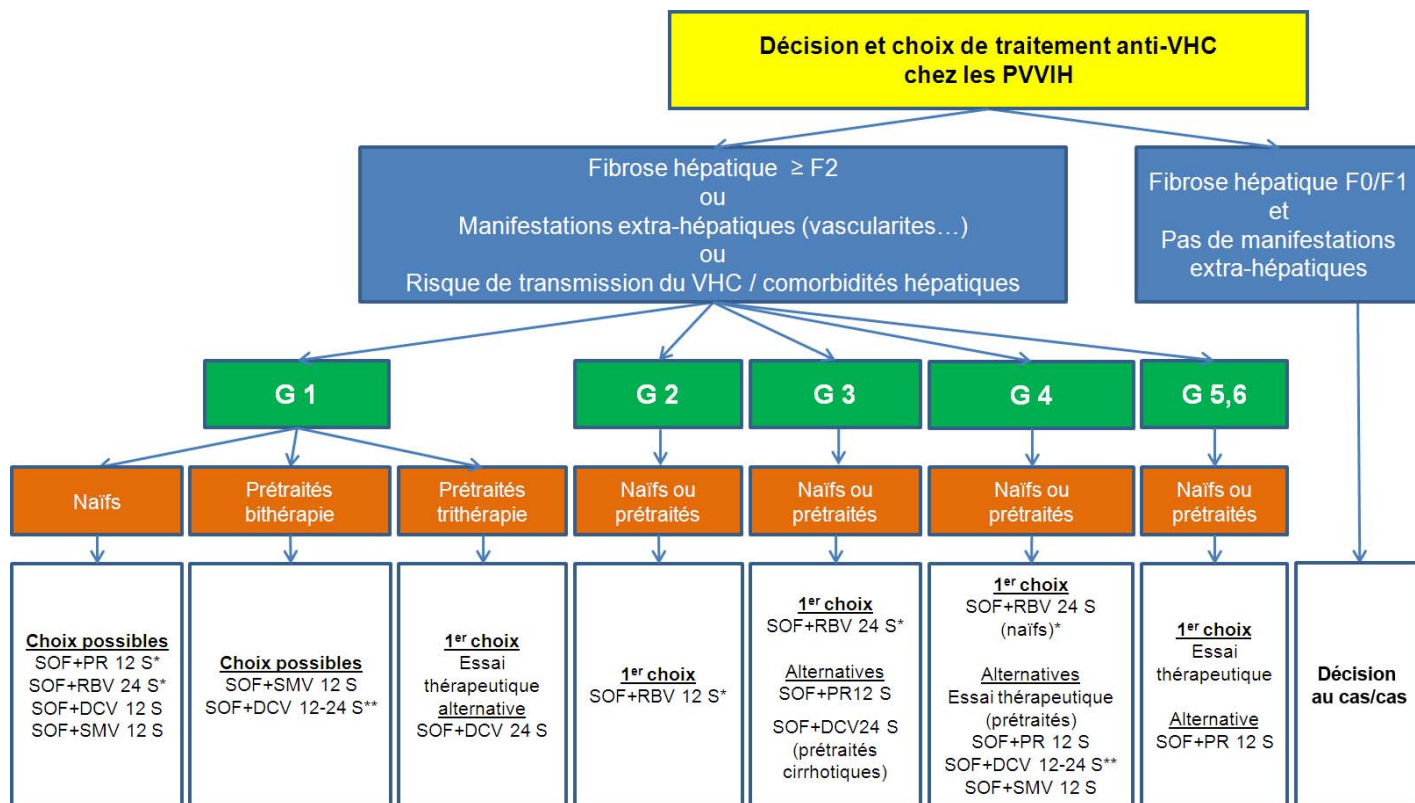 Décision et choix de traitement anti-VHC
chez les PVVIH
Fibrose hépatique ≥ F2
ou
Manifestations extra-hépatiques (vascularites…)
ou
Risque de transmission du VHC / comorbidités hépatiques
Fibrose hépatique F0/F1
et
Pas de manifestations
extra-hépatiques
G 1
G 2
G 3
G 4
G 5,6
Naïfs
Prétraités
bithérapie
Prétraités
trithérapie
Naïfs ou
prétraités
Naïfs ou
prétraités
Naïfs ou
prétraités
Naïfs ou
prétraités
Choix possibles
SOF+PR 12 S*
SOF+RBV 24 S*
SOF+DCV 12 S
SOF+SMV 12 S
Choix possibles
SOF+SMV 12 S
SOF+DCV 12-24 S**
1er choix
Essai
thérapeutique
alternative
SOF+DCV 24 S
1er choix
SOF+RBV 12 S*
1er choix
SOF+RBV 24 S*
Alternatives
SOF+PR12 S
SOF+DCV24 S
(prétraités
cirrhotiques)
1er choix
SOF+RBV 24 S
(naïfs)*
Alternatives
Essai thérapeutique
(prétraités)
SOF+PR 12 S
SOF+DCV 12-24 S**
SOF+SMV 12 S
1er choix
Essai
thérapeutique
Alternative
SOF+PR 12 S
Décision
au cas/cas